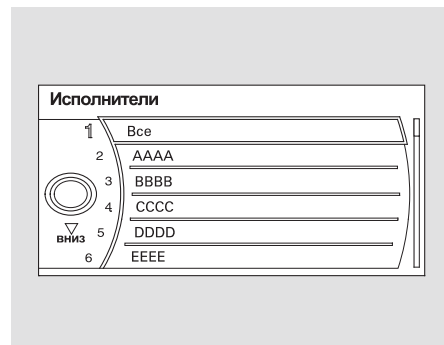 Исполнители
1 Все
2 AAAA
3 BBBB
4 CCCC
5 DDDD
6 EEEE
вниз